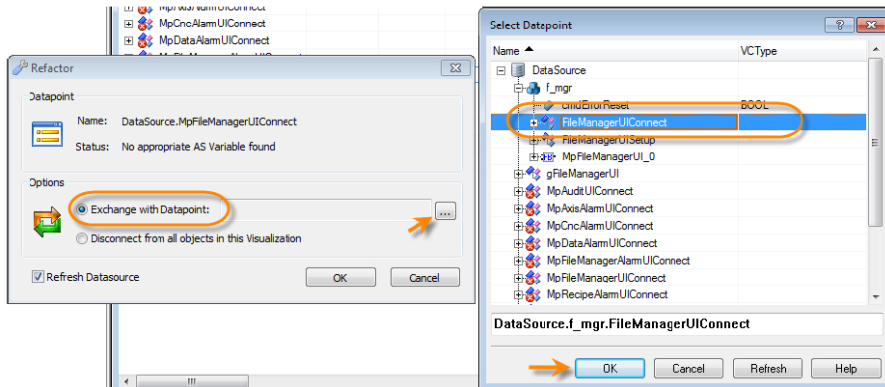 MpAxisAlarmUIConnect
MpCncAlarmUIConnect
MpDataAlarmUIConnect
Refactor
Datapoint
Name: DataSource.MpFileManagerUIConnect
Status: No appropriate AS Variable found
Options
Exchange with Datapoint:
...
Disconnect from all objects in this Visualization
Refresh Datasource
OK Cancel
Select Datapoint
Name VCType
DataSource
f_mgr
cmdErrorReset BOOL
FileManagerUIConnect
FileManagerUISetup
MpFileManagerUI_0
gFileManagerUI
MpAuditUIConnect
MpAxisAlarmUIConnect
MpCncAlarmUIConnect
MpDataAlarmUIConnect
MpFileManagerAlarmUIConnect
MpFileManagerUIConnect
MpRecipeAlarmUIConnect
DataSource.f_mgr.FileManagerUIConnect
OK Cancel Refresh Help